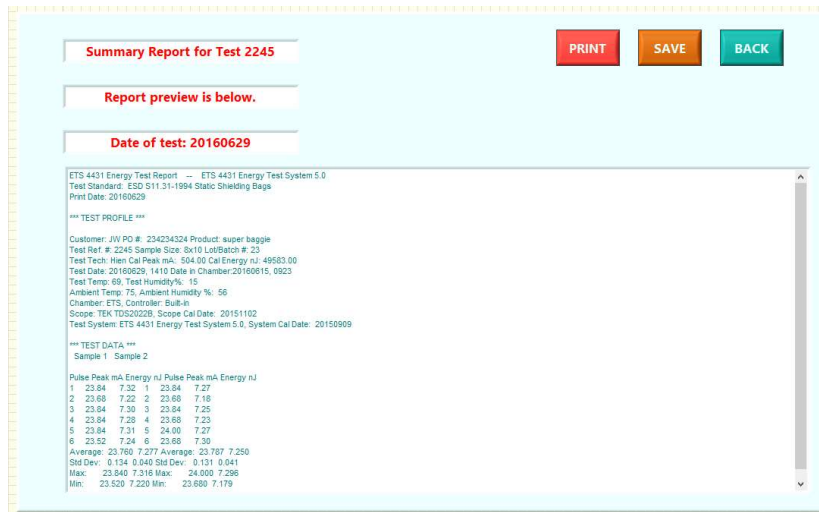 Summary Report for Test 2245
PRINT
SAVE
BACK
Report preview is below.
Date of test: 20160629
ETS 4431 Energy Test Report -- ETS 4431 Energy Test System 5.0
Test Standard: ESD S11.31-1994 Static Shielding Bags
Print Date: 20160629
*** TEST PROFILE ***
Customer: JW PO #: 234234324 Product: super baggie
Test Ref. #: 2245 Sample Size: 8x10 Lot/Batch #: 23
Test Tech: Hien Cal Peak mA: 504.00 Cal Energy nJ: 49583.00
Test Date: 20160629, 1410 Date in Chamber:20160615, 0923
Test Temp: 69, Test Humidity%: 15
Ambient Temp: 75, Ambient Humidity %: 56
Chamber: ETS, Controller: Built-in
Scope: TEK TDS2022B, Scope Cal Date: 20151102
Test System: ETS 4431 Energy Test System 5.0, System Cal Date: 20150909
*** TEST DATA ***
Sample 1 Sample 2
Pulse Peak mA Energy nJ Pulse Peak mA Energy nJ
1 23.84 7.32 1 23.84 7.27
2 23.68 7.22 2 23.68 7.18
3 23.84 7.30 3 23.84 7.25
4 23.84 7.28 4 23.68 7.23
5 23.84 7.31 5 24.00 7.27
6 23.52 7.24 6 23.68 7.30
Average: 23.760 7.277 Average: 23.787 7.250
Std Dev: 0.134 0.040 Std Dev: 0.131 0.041
Max: 23.840 7.316 Max: 24.000 7.296
Min: 23.520 7.220 Min: 23.680 7.179